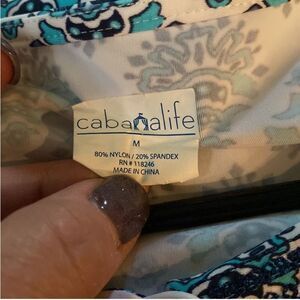 cabanalife
M
80% NYLON / 20% SPANDEX
RN # 118246
MADE IN CHINA